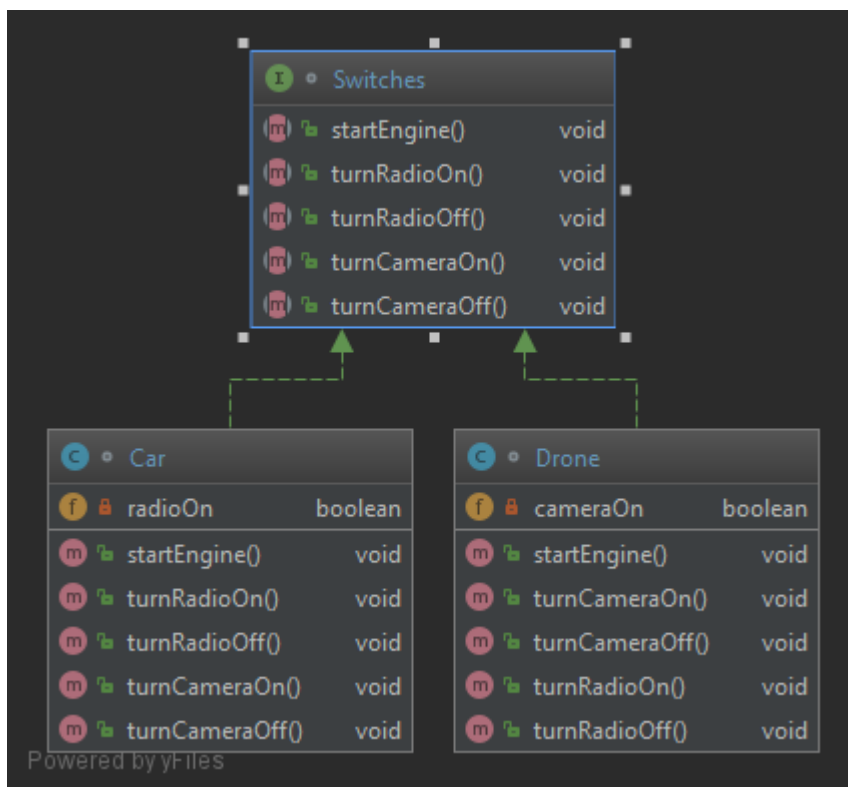 I Switches
m startEngine() void
m turnRadioOn() void
m turnRadioOff() void
m turnCameraOn() void
m turnCameraOff() void
C Car
f radioOn boolean
m startEngine() void
m turnRadioOn() void
m turnRadioOff() void
m turnCameraOn() void
m turnCameraOff() void
C Drone
f cameraOn boolean
m startEngine() void
m turnCameraOn() void
m turnCameraOff() void
m turnRadioOn() void
m turnRadioOff() void
Powered by yFiles